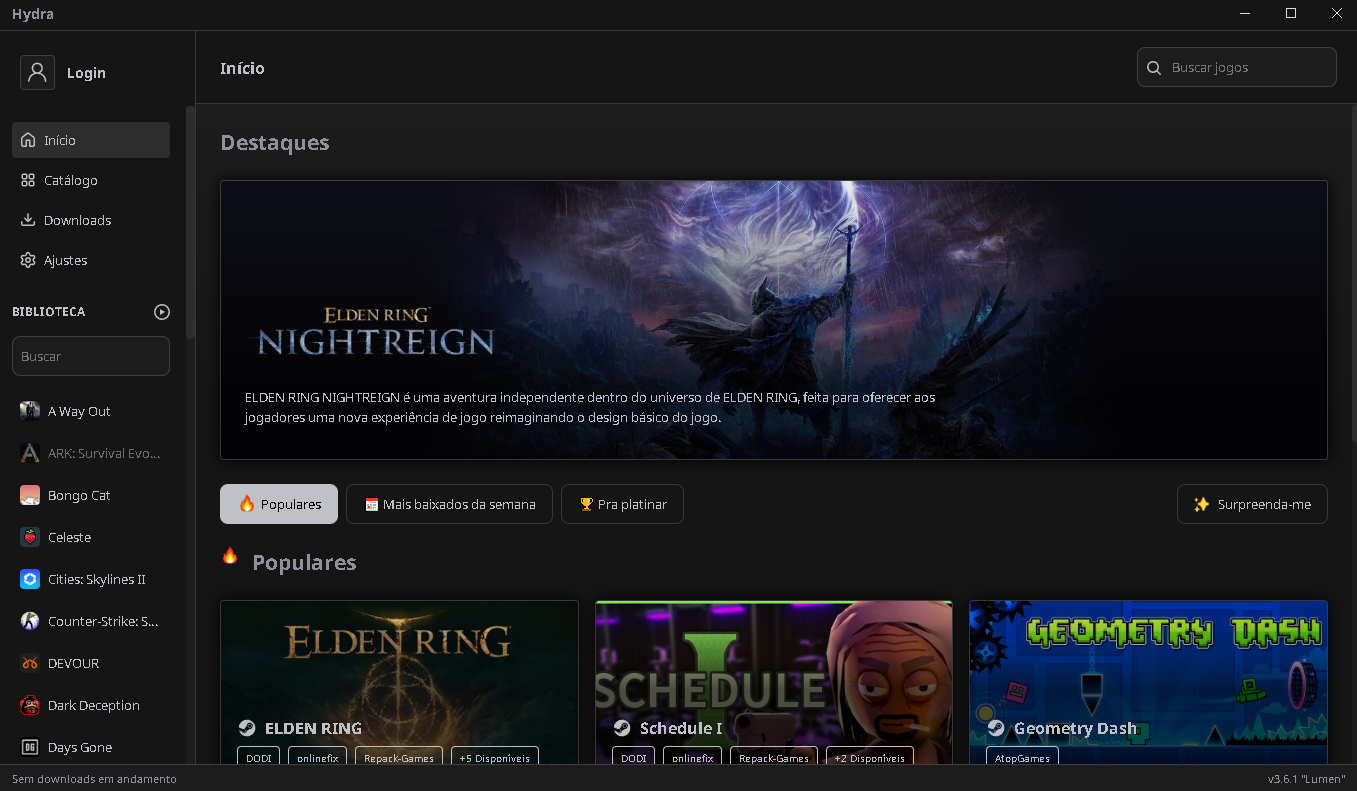 Hydra
Login
Início
Buscar jogos
Início
Catálogo
Downloads
Ajustes
BIBLIOTECA
Buscar
A Way Out
ARK: Survival Evo...
Bongo Cat
Celeste
Cities: Skylines II
Counter-Strike: S...
DEVOUR
Dark Deception
DG
Days Gone
Destaques
ELDEN RING
NIGHTREIGN
ELDEN RING NIGHTREIGN é uma aventura independente dentro do universo de ELDEN RING, feita para oferecer aos
jogadores uma nova experiência de jogo reimaginando o design básico do jogo.
Populares
Mais baixados da semana
Pra platinar
Surpreenda-me
Populares
ELDEN RING
ELDEN RING
DODI
onlinefix
Repack-Games
+5 Disponíveis
SCHEDULE I
Schedule I
DODI
onlinefix
Repack-Games
+2 Disponíveis
GEOMETRY DASH
Geometry Dash
AtopGames
Sem downloads em andamento
v3.6.1 "Lumen"